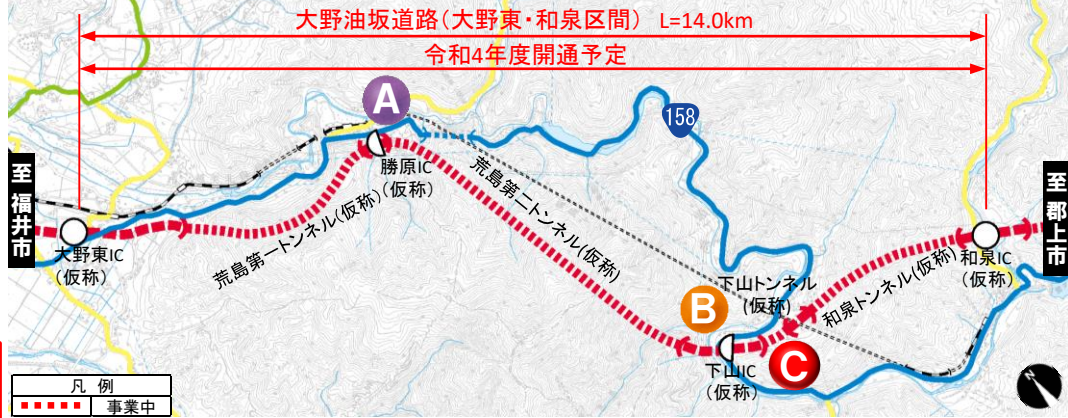 大野油坂道路(大野東・和泉区間) L=14.0km
令和4年度開通予定
A
158
至 福井市
勝原IC
(仮称)
荒島第二トンネル(仮称)
至 郡上市
大野東IC
(仮称)
荒島第一トンネル(仮称)
下山トンネル
(仮称)
和泉トンネル(仮称)
和泉IC
(仮称)
B
C
下山IC
(仮称)
凡 例
事業中
N